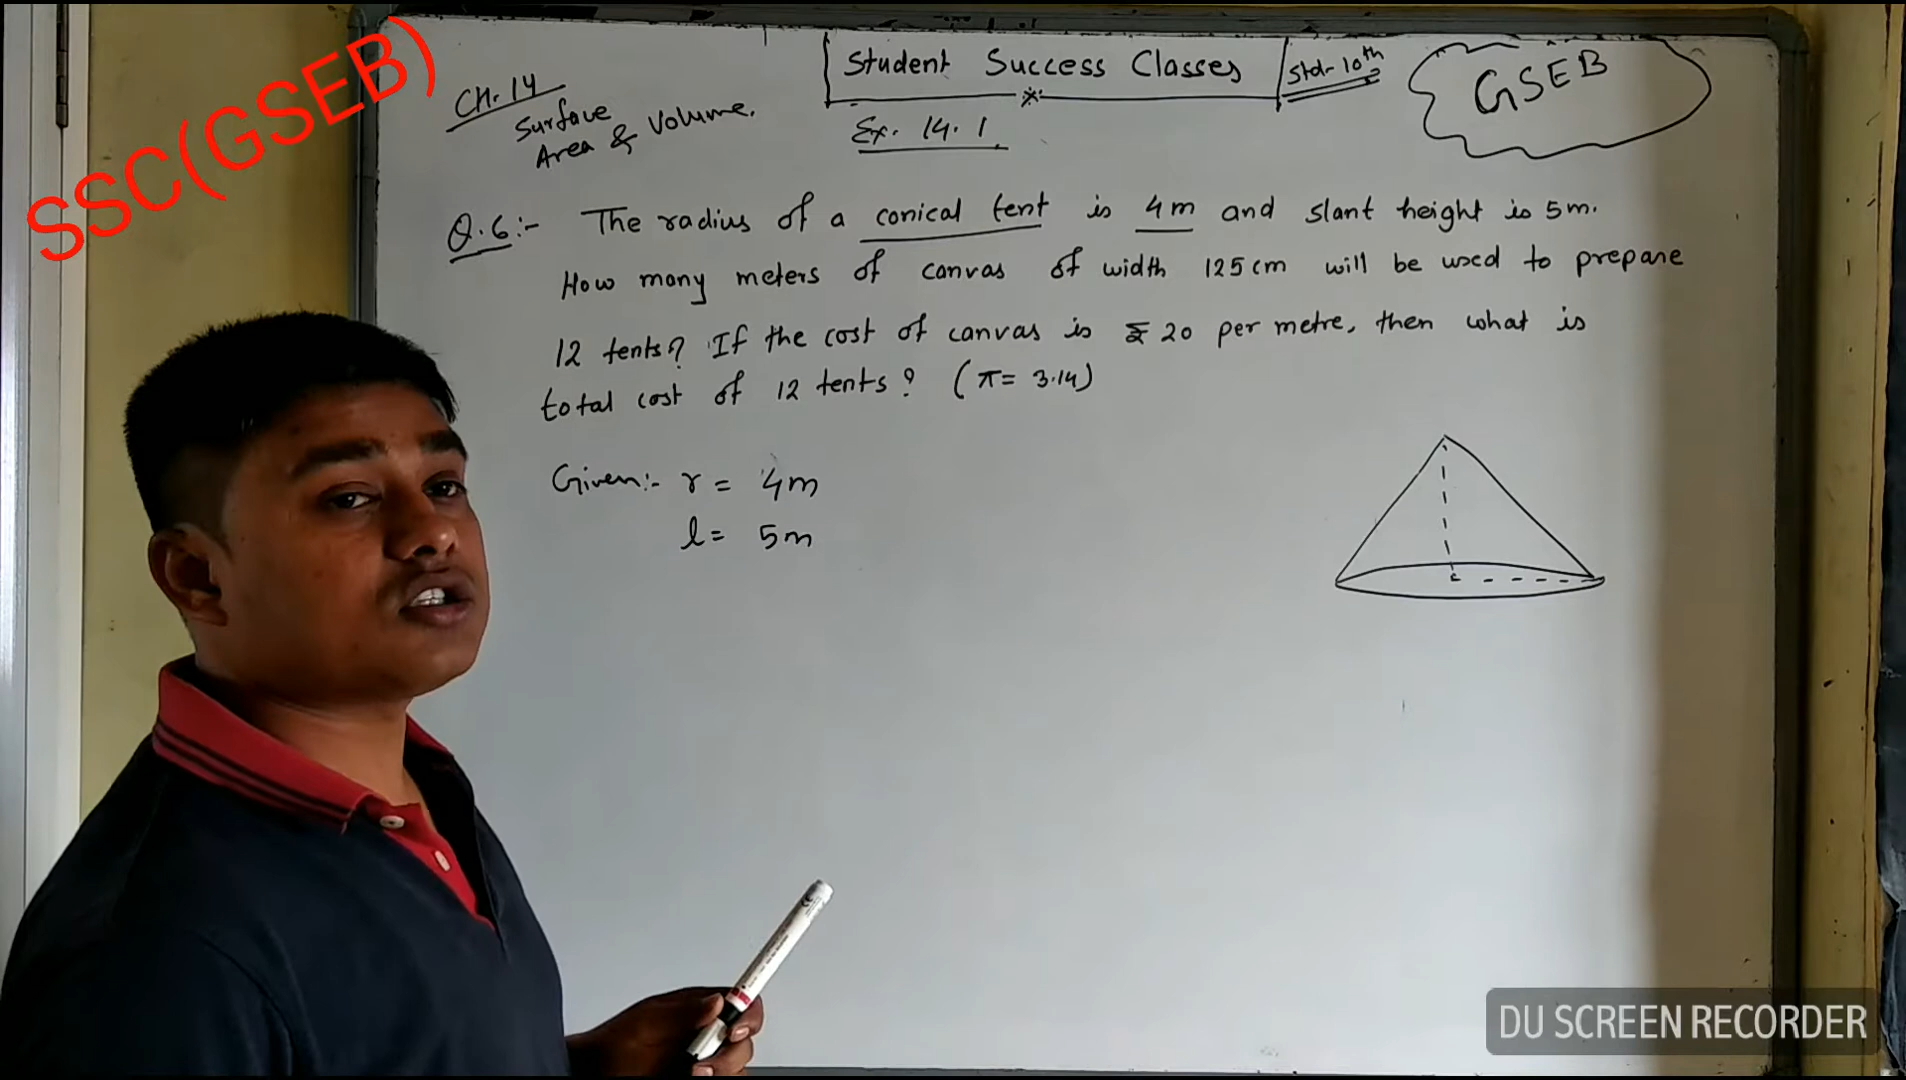 SSC(GSEB)
CH. 14
Surface
Area & Volume.
Student Success Classes
Std- 10th
GSEB
Ex. 14.1
Q.6:- The radius of a conical tent is 4m and slant height is 5m.
How many meters of canvas of width 125cm will be used to prepare
12 tents? If the cost of canvas is ₹ 20 per metre, then what is
total cost of 12 tents? (π = 3.14)
Given:- r = 4m
l = 5m
DU SCREEN RECORDER